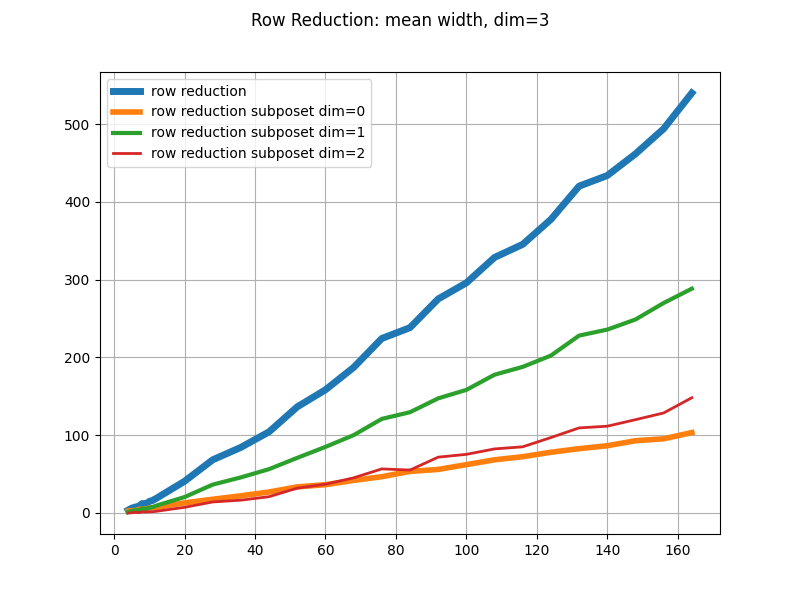 Row Reduction: mean width, dim=3
row reduction
row reduction subposet dim=0
row reduction subposet dim=1
row reduction subposet dim=2
500
400
300
200
100
0
0 20 40 60 80 100 120 140 160